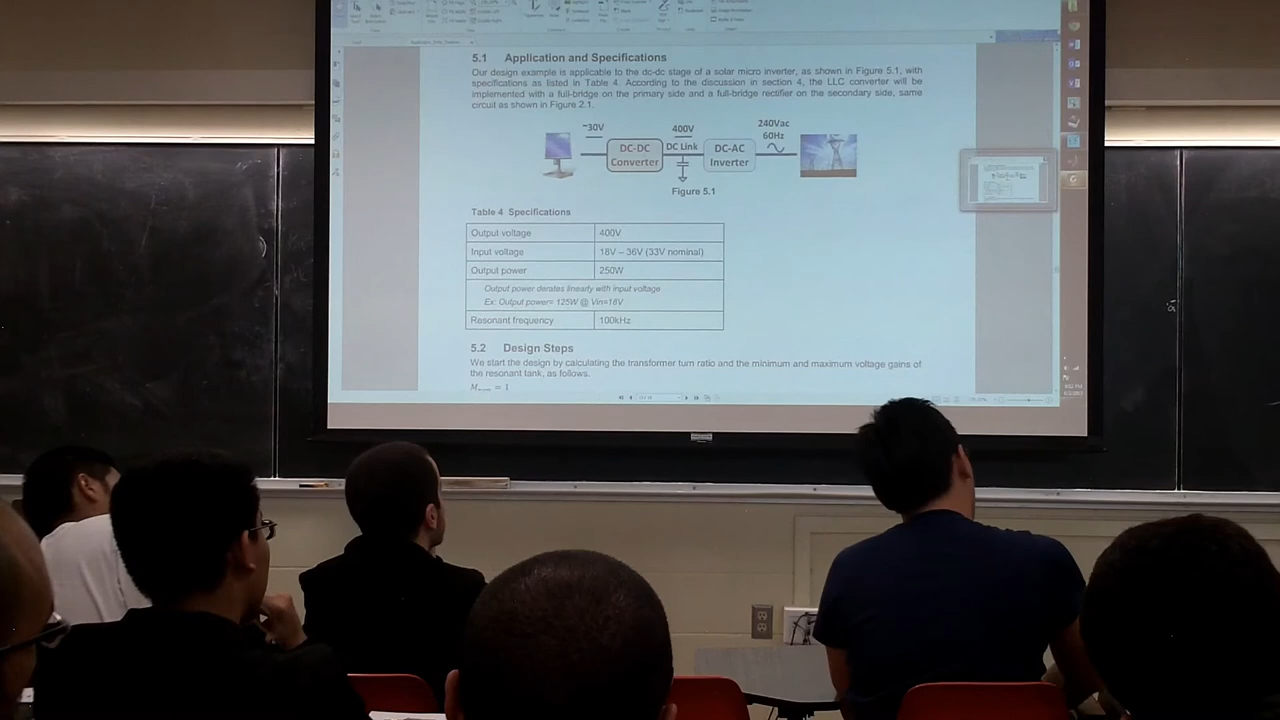 5.1 Application and Specifications
Our design example is applicable to the dc-dc stage of a solar micro inverter, as shown in Figure 5.1, with
specifications as listed in Table 4. According to the discussion in section 4, the LLC converter will be
implemented with a full-bridge on the primary side and a full-bridge rectifier on the secondary side, same
circuit as shown in Figure 2.1.
~30V
400V
240Vac
60Hz
DC-DC
Converter
DC Link
DC-AC
Inverter
Figure 5.1
Table 4 Specifications
Output voltage 400V
Input voltage 18V – 36V (33V nominal)
Output power 250W
Output power derates linearly with input voltage
Ex: Output power= 125W @ Vin=18V
Resonant frequency 100kHz
5.2 Design Steps
We start the design by calculating the transformer turn ratio and the minimum and maximum voltage gains of
the resonant tank, as follows.
= 1